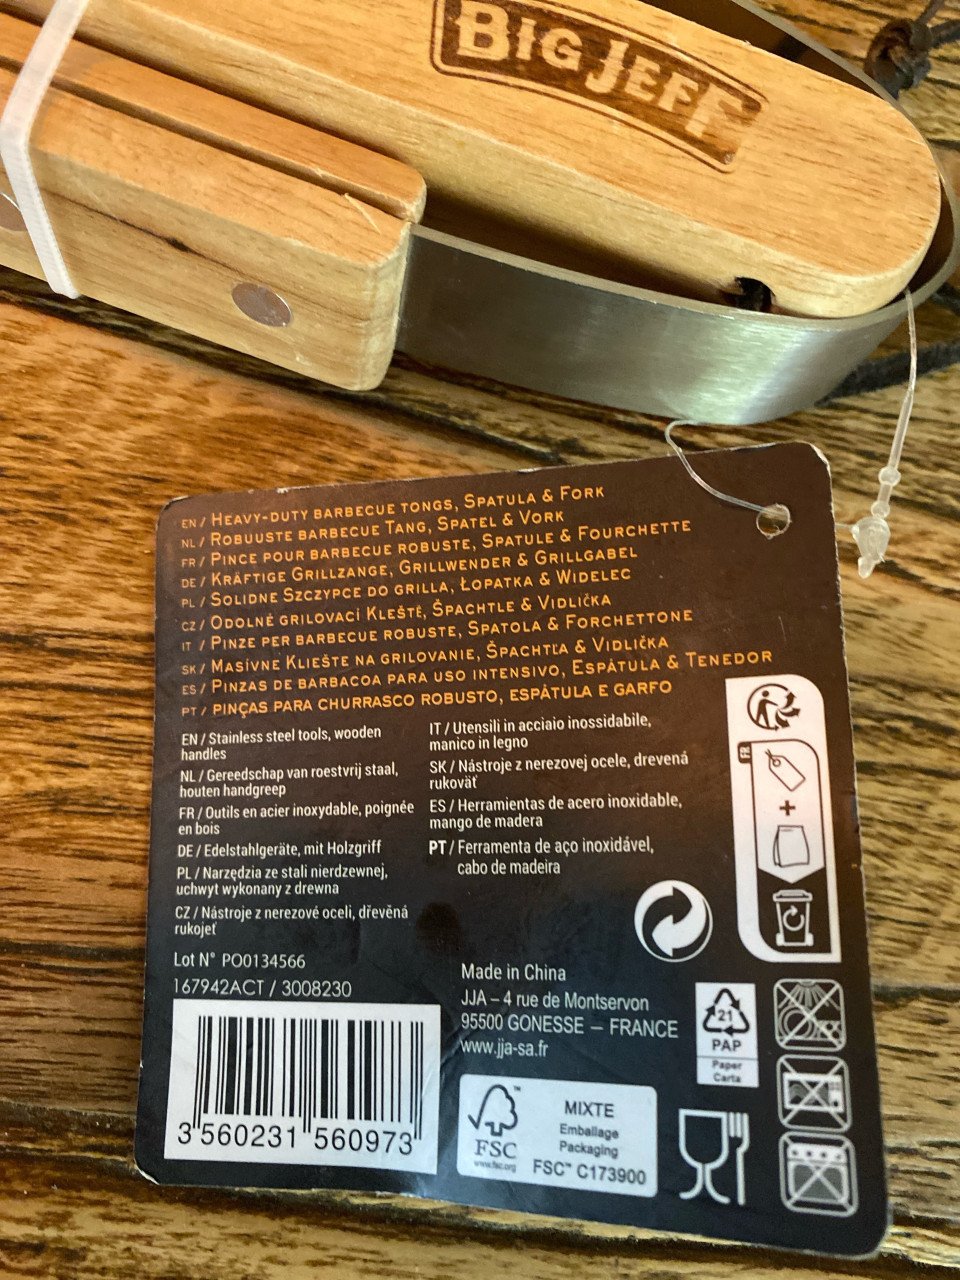 BIG JEFF
EN / HEAVY-DUTY BARBECUE TONGS, SPATULA & FORK
NL / ROBUUSTE BARBECUE TANG, SPATEL & VORK
FR / PINCE POUR BARBECUE ROBUSTE, SPATULE & FOURCHETTE
DE / KRÄFTIGE GRILLZANGE, GRILLWENDER & GRILLGABEL
PL / SOLIDNE SZCZYPCE DO GRILLA, ŁOPATKA & WIDELEC
CZ / ODOLNÉ GRILOVACÍ KLEŠTĚ, ŠPACHTLE & VIDLIČKA
IT / PINZE PER BARBECUE ROBUSTE, SPATOLA & FORCHETTONE
SK / MASÍVNE KLIEŠTE NA GRILOVANIE, ŠPACHTĽA & VIDLIČKA
ES / PINZAS DE BARBACOA PARA USO INTENSIVO, ESPÁTULA & TENEDOR
PT / PINÇAS PARA CHURRASCO ROBUSTO, ESPÁTULA E GARFO
EN / Stainless steel tools, wooden
handles
NL / Gereedschap van roestvrij staal,
houten handgreep
FR / Outils en acier inoxydable, poignée
en bois
DE / Edelstahlgeräte, mit Holzgriff
PL / Narzędzia ze stali nierdzewnej,
uchwyt wykonany z drewna
CZ / Nástroje z nerezové oceli, dřevěná
rukojeť
IT / Utensili in acciaio inossidabile,
manico in legno
SK / Nástroje z nerezovej ocele, drevená
rukoväť
ES / Herramientas de acero inoxidable,
mango de madera
PT / Ferramenta de aço inoxidável,
cabo de madeira
FR
+
Lot N° PO0134566
167942ACT / 3008230
3 560231 560973
Made in China
JJA – 4 rue de Montservon
95500 GONESSE – FRANCE
www.jja-sa.fr
FSC
www.fsc.org
MIXTE
Emballage
Packaging
FSC™ C173900
21
PAP
Paper
Carta